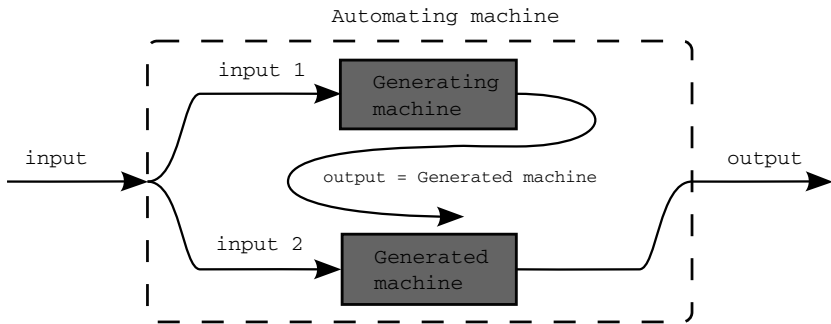 Automating machine
input 1
Generating
machine
input
output = Generated machine
output
input 2
Generated
machine